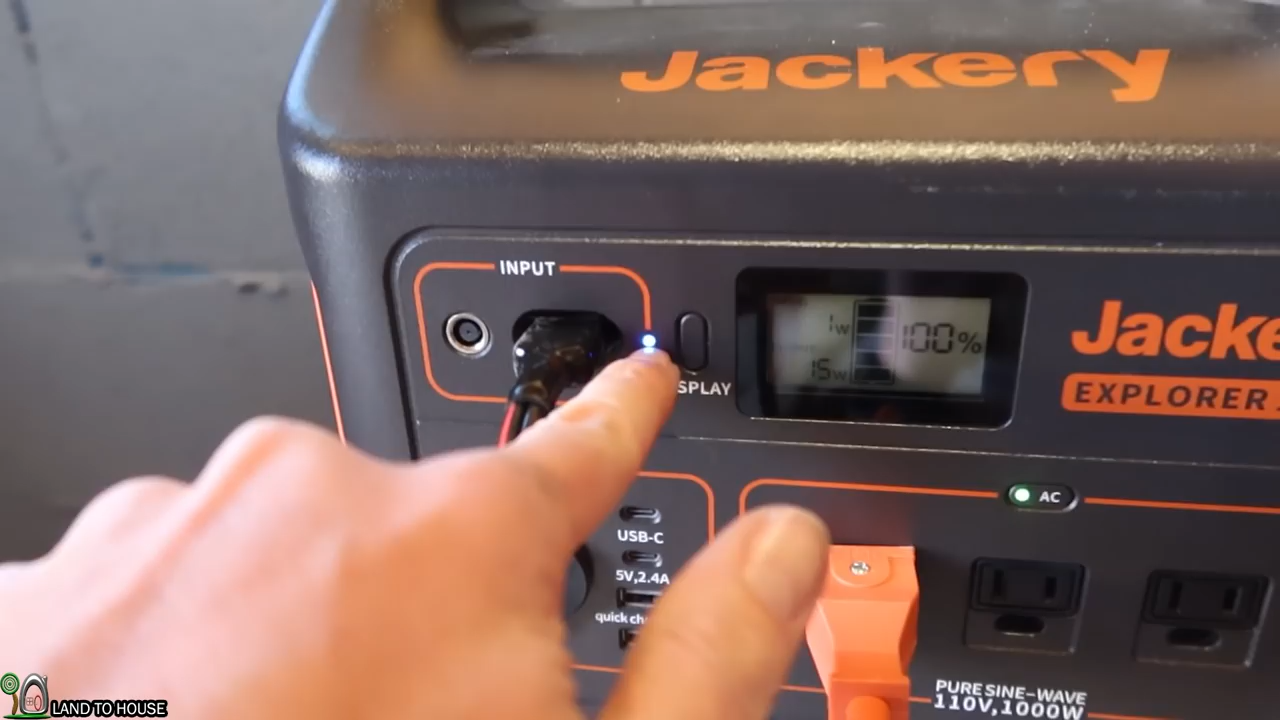 Jackery
INPUT
SPLAY
1W
100%
15W
Jacke
EXPLORER
AC
USB-C
5V,2.4A
quick ch
PURE SINE-WAVE
110V,1000W
LAND TO HOUSE